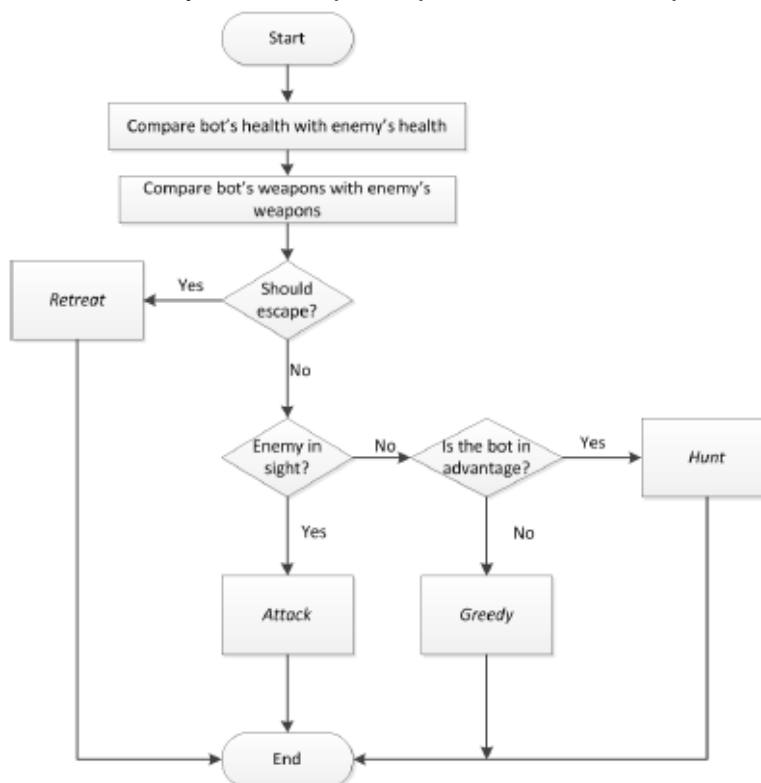 Start
Compare bot's health with enemy's health
Compare bot's weapons with enemy's
weapons
Yes
Should
escape?
Retreat
No
Enemy in
sight?
No
Is the bot in
advantage?
Yes
Hunt
Yes
No
Attack
Greedy
End